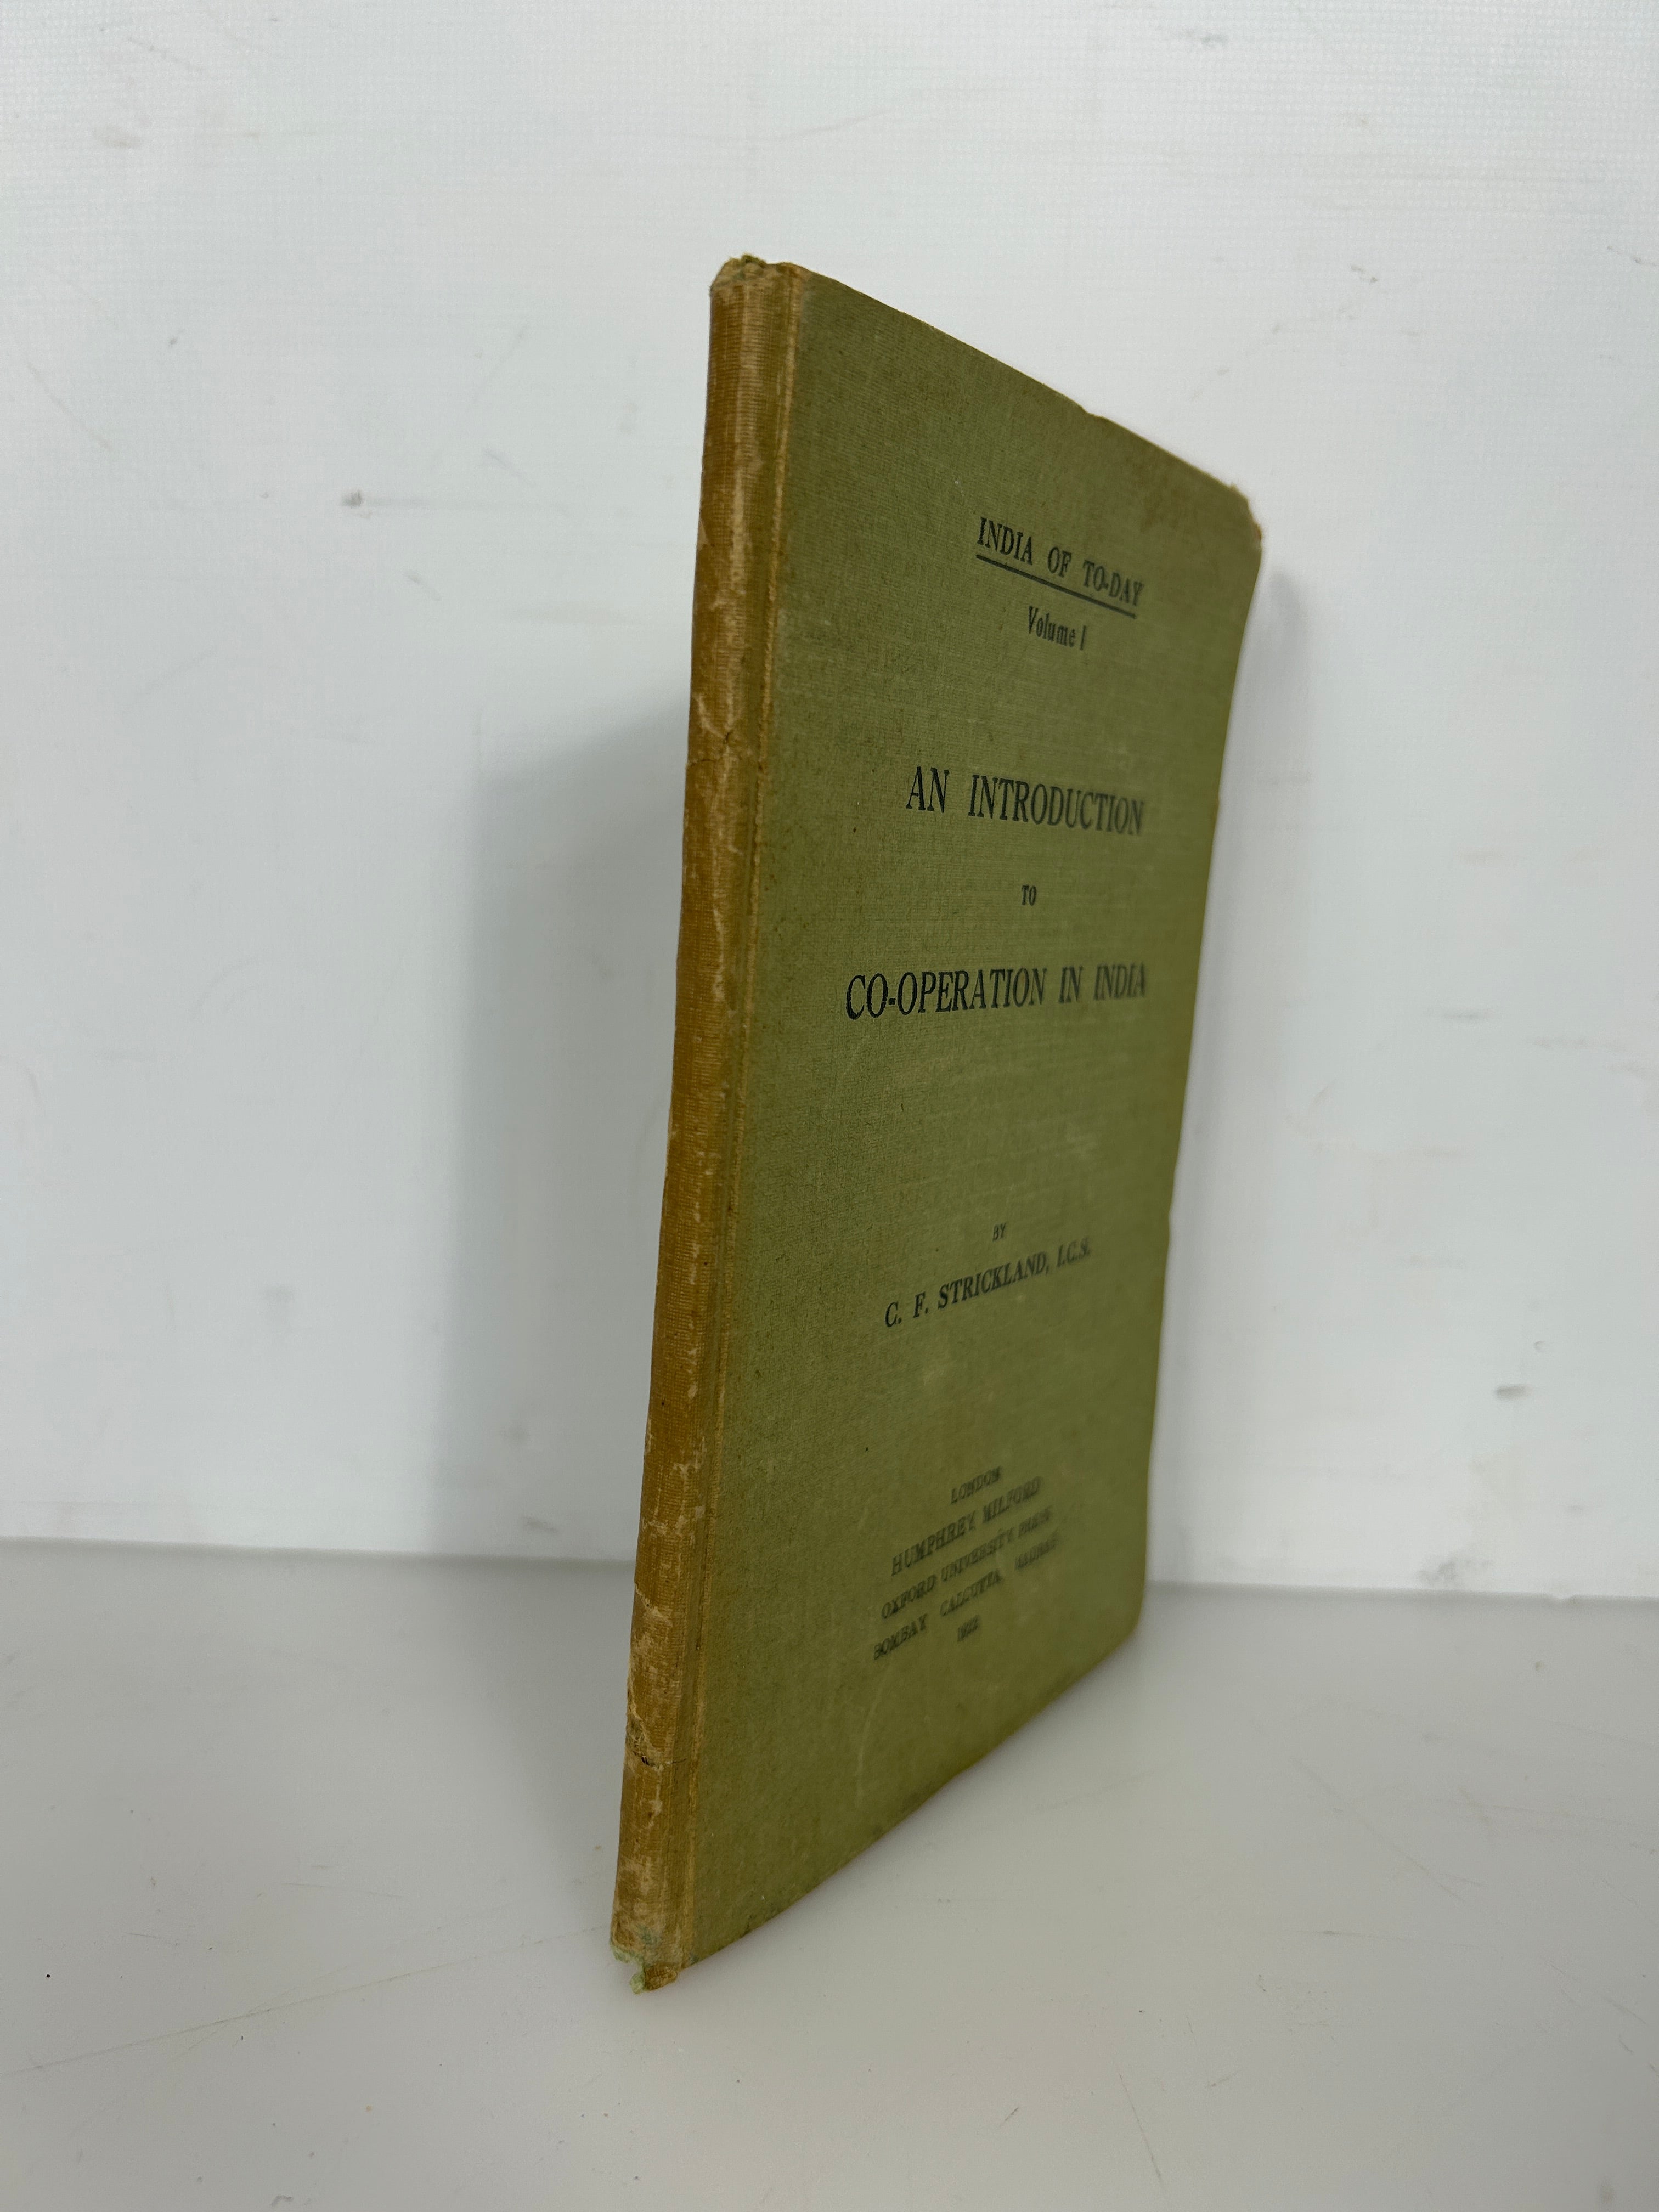 INDIA OF TO-DAY
Volume I
AN INTRODUCTION
TO
CO-OPERATION IN INDIA
BY
C. F. STRICKLAND, I.C.S.
LONDON
HUMPHREY MILFORD
OXFORD UNIVERSITY PRESS
BOMBAY CALCUTTA MADRAS
1922